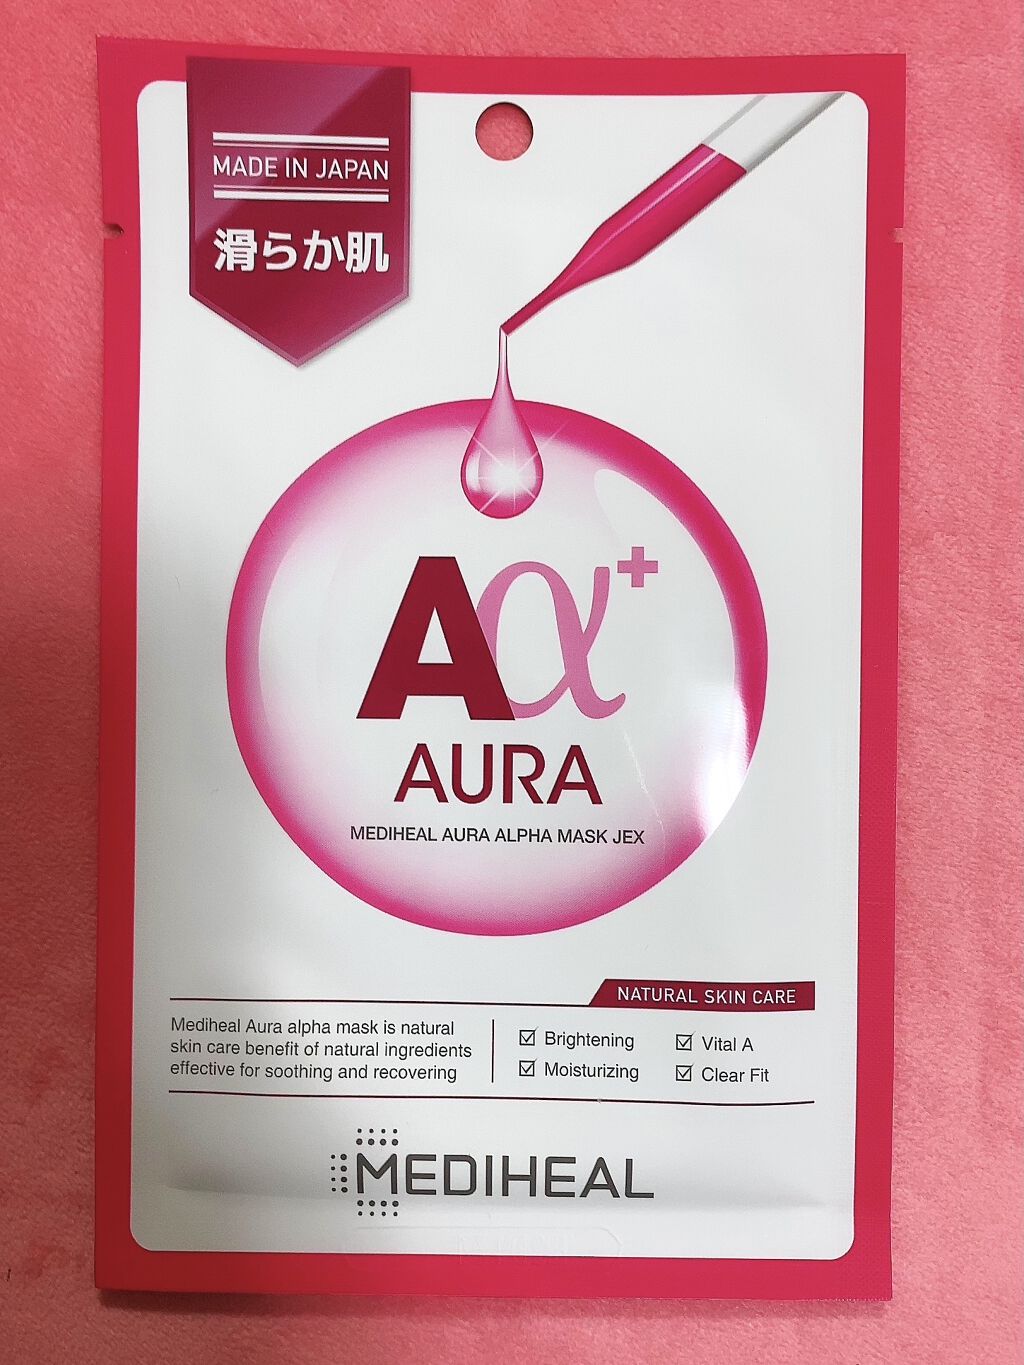 MADE IN JAPAN
滑らか肌
Aα+
AURA
MEDIHEAL AURA ALPHA MASK JEX
NATURAL SKIN CARE
Mediheal Aura alpha mask is natural
skin care benefit of natural ingredients
effective for soothing and recovering
☑ Brightening
☑ Vital A
☑ Moisturizing
☑ Clear Fit
MEDIHEAL